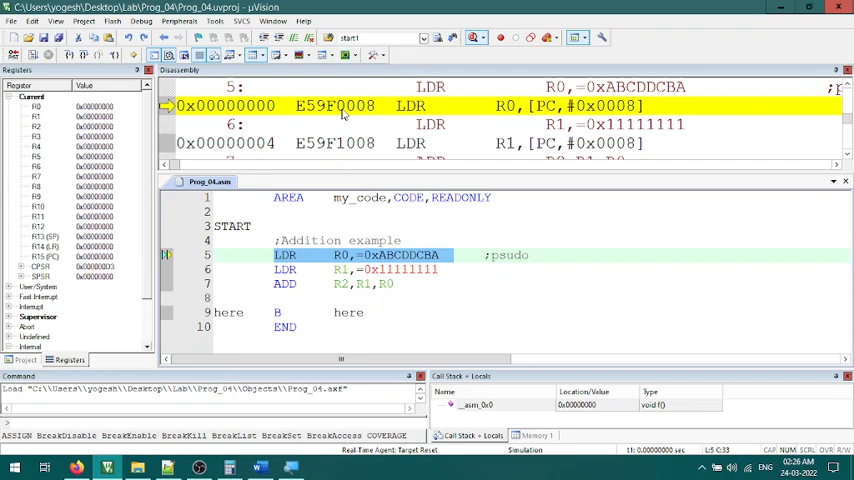 C:\Users\yogesh\Desktop\Lab\Prog_04\Prog_04.uvproj - µVision
File Edit View Project Flash Debug Peripherals Tools SVCS Window Help
start1
Registers
Register Value
Current
R0 0x00000000
R1 0x00000000
R2 0x00000000
R3 0x00000000
R4 0x00000000
R5 0x00000000
R6 0x00000000
R7 0x00000000
R8 0x00000000
R9 0x00000000
R10 0x00000000
R11 0x00000000
R12 0x00000000
R13 (SP) 0x00000000
R14 (LR) 0x00000000
R15 (PC) 0x00000000
CPSR 0x000000D3
SPSR 0x00000000
User/System
Fast Interrupt
Interrupt
Supervisor
Abort
Undefined
Internal
Project Registers
Disassembly
5: LDR R0,=0xABCDDCBA
0x00000000 E59F0008 LDR R0,[PC,#0x0008]
6: LDR R1,=0x11111111
0x00000004 E59F1008 LDR R1,[PC,#0x0008]
Prog_04.asm
1 AREA my_code,CODE,READONLY
2
3 START
4 ;Addition example
5 LDR R0,=0xABCDDCBA ;psudo
6 LDR R1,=0x11111111
7 ADD R2,R1,R0
8
9 here B here
10 END
Command
Load "C:\\Users\\yogesh\\Desktop\\Lab\\Prog_04\\Objects\\Prog_04.axf"
>
ASSIGN BreakDisable BreakEnable BreakKill BreakList BreakSet BreakAccess COVERAGE
Call Stack + Locals
Name Location/Value Type
__asm_0x0 0x00000000 void f()
Call Stack + Locals Memory 1
Real-Time Agent: Target Reset Simulation t1: 0.00000000 sec L:5 C:33 CAP NUM SCRL OVR R/W
ENG
02:26 AM
24-03-2022